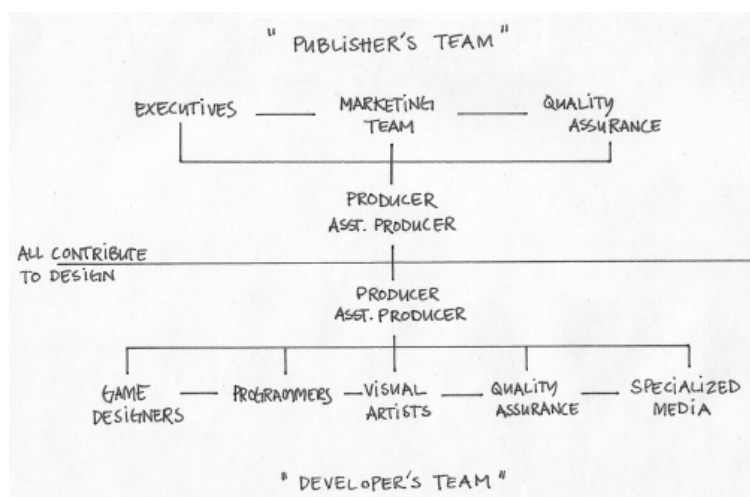 " PUBLISHER'S TEAM "
EXECUTIVES MARKETING TEAM QUALITY ASSURANCE
PRODUCER
ASST. PRODUCER
ALL CONTRIBUTE
TO DESIGN
PRODUCER
ASST. PRODUCER
GAME DESIGNERS PROGRAMMERS VISUAL ARTISTS QUALITY ASSURANCE SPECIALIZED MEDIA
" DEVELOPER'S TEAM "